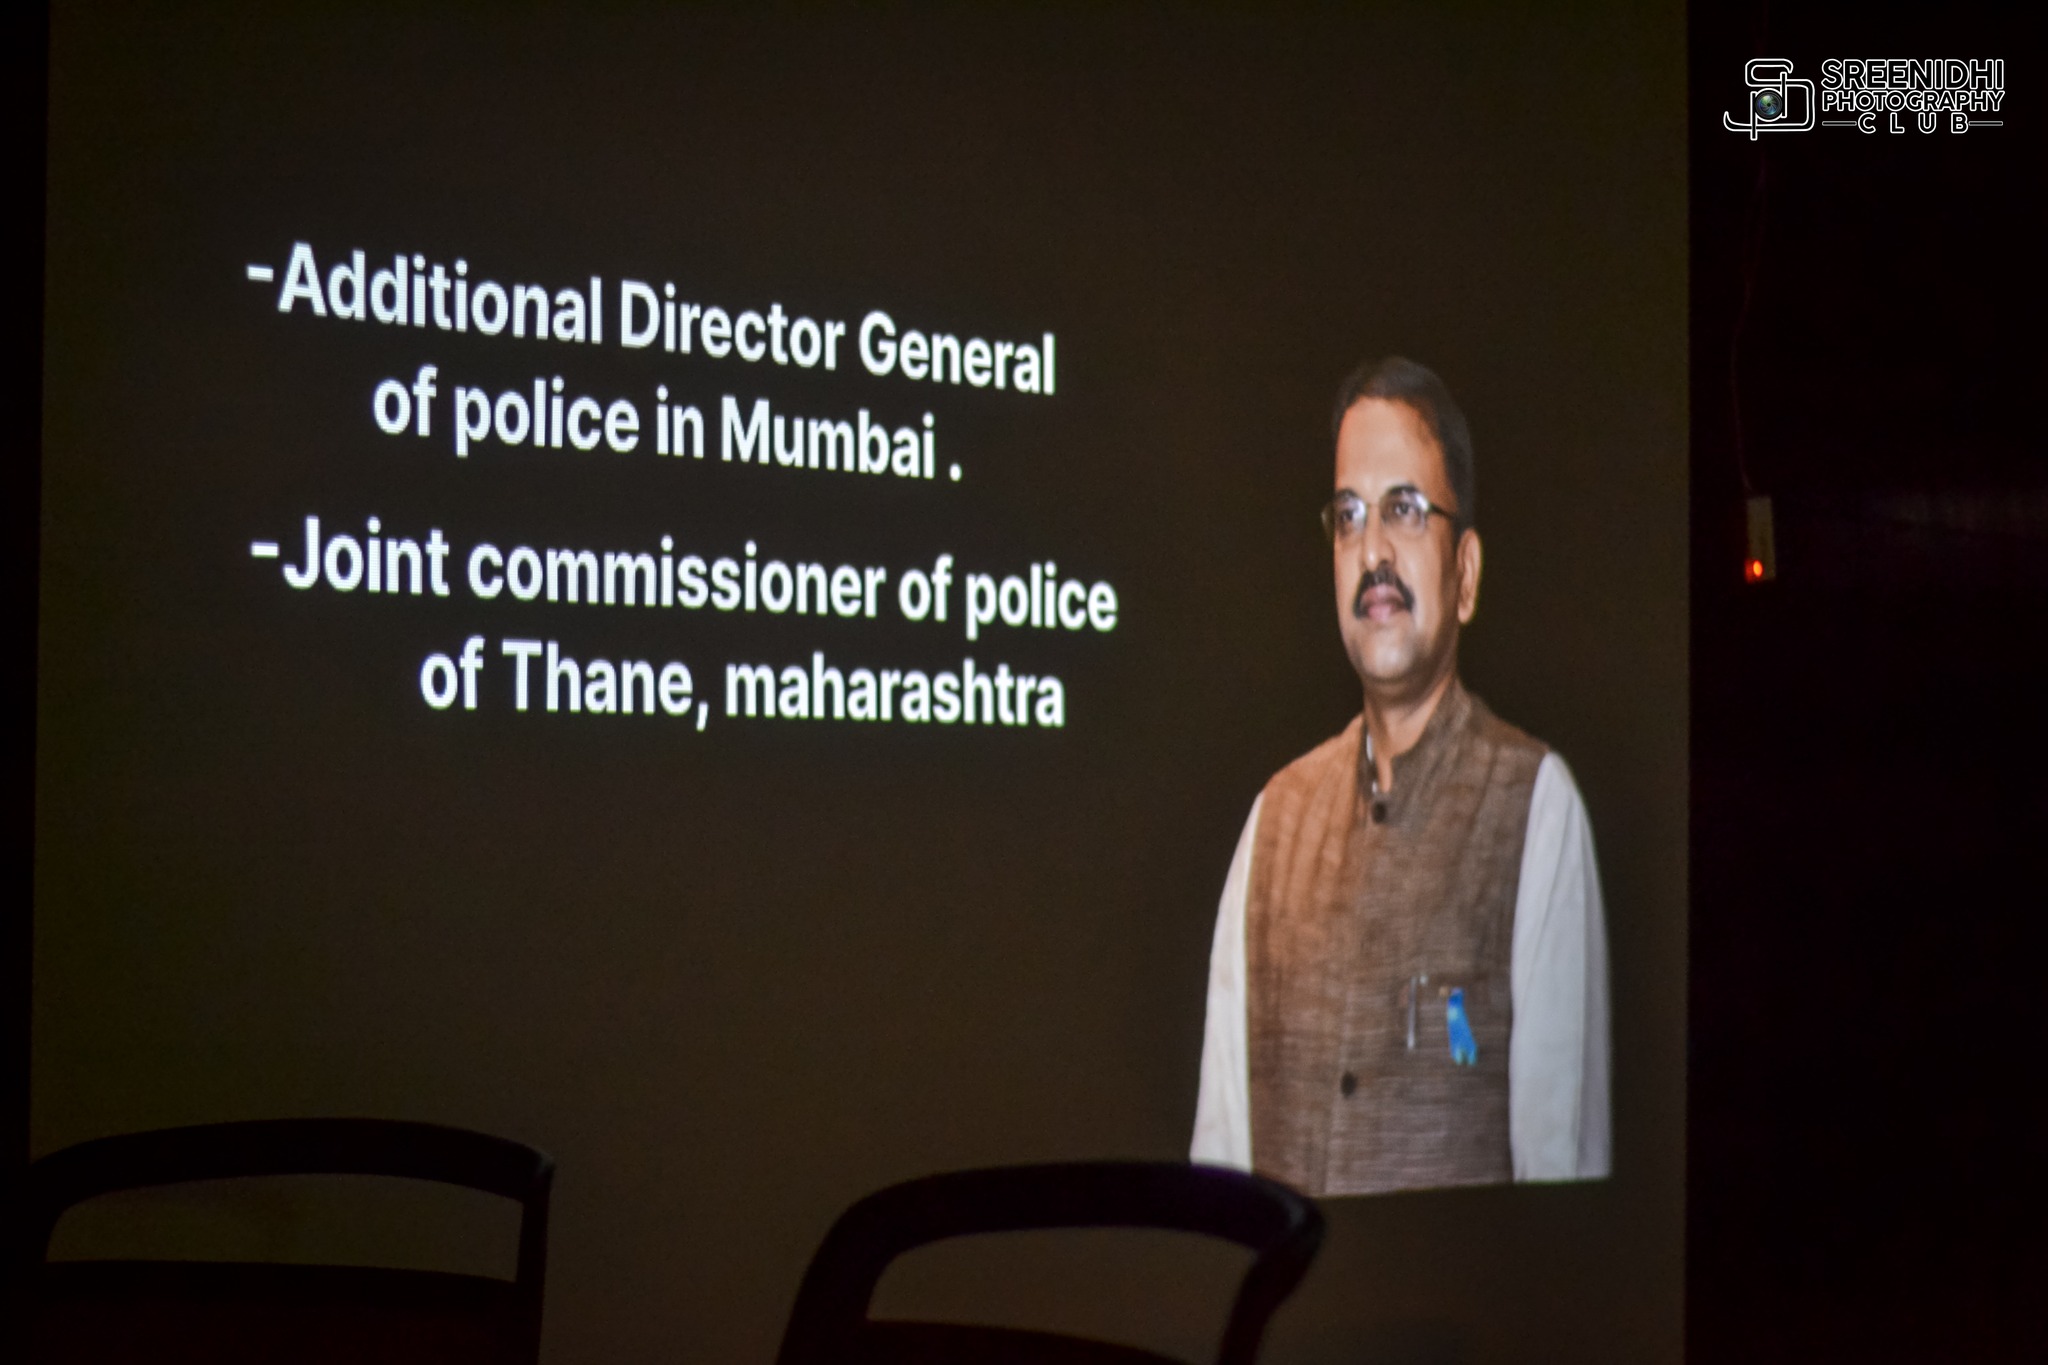 -Additional Director General
of police in Mumbai .
-Joint commissioner of police
of Thane, maharashtra
SREENIDHI
PHOTOGRAPHY
CLUB